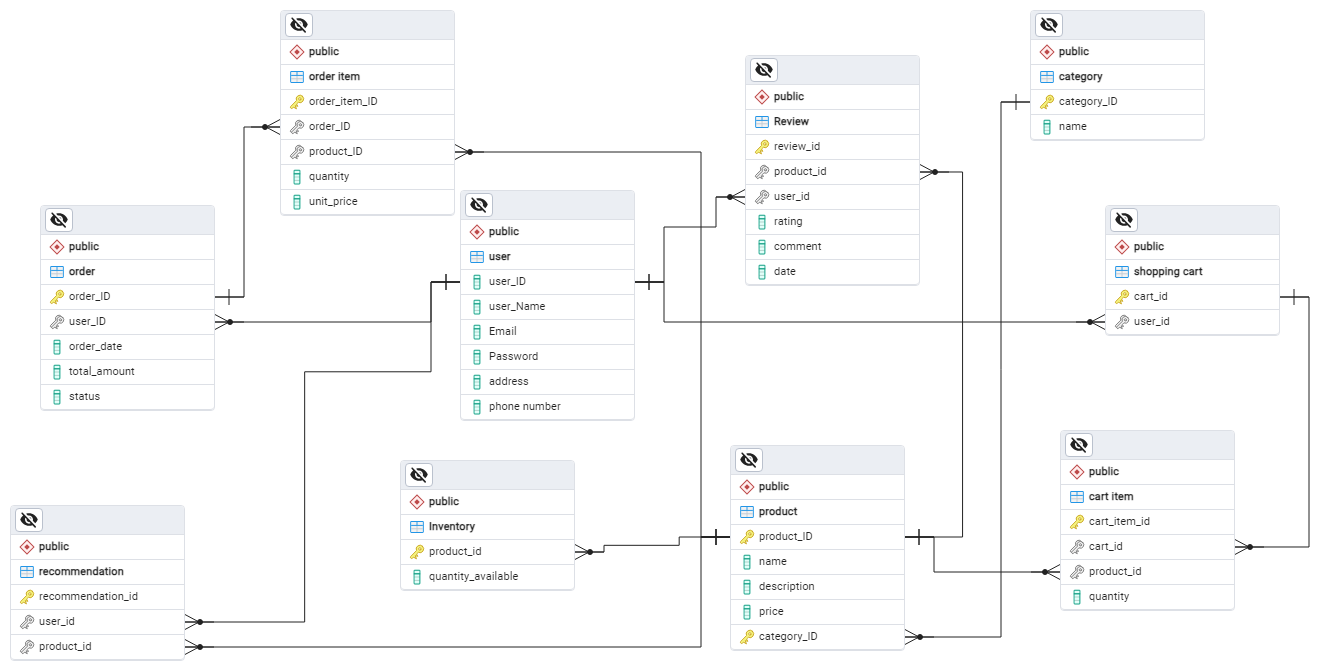 public
order item
order_item_ID
order_ID
product_ID
quantity
unit_price
public
category
category_ID
name
public
Review
review_id
product_id
user_id
rating
comment
date
public
user
user_ID
user_Name
Email
Password
address
phone number
public
order
order_ID
user_ID
order_date
total_amount
status
public
shopping cart
cart_id
user_id
public
Inventory
product_id
quantity_available
public
product
product_ID
name
description
price
category_ID
public
cart item
cart_item_id
cart_id
product_id
quantity
public
recommendation
recommendation_id
user_id
product_id